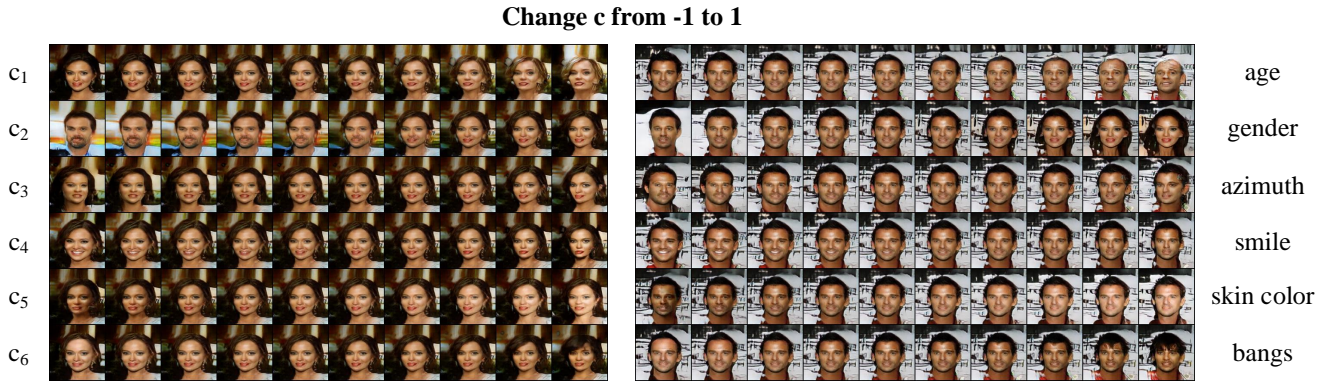 Change c from -1 to 1
c1 age
c2 gender
c3 azimuth
c4 smile
c5 skin color
c6 bangs